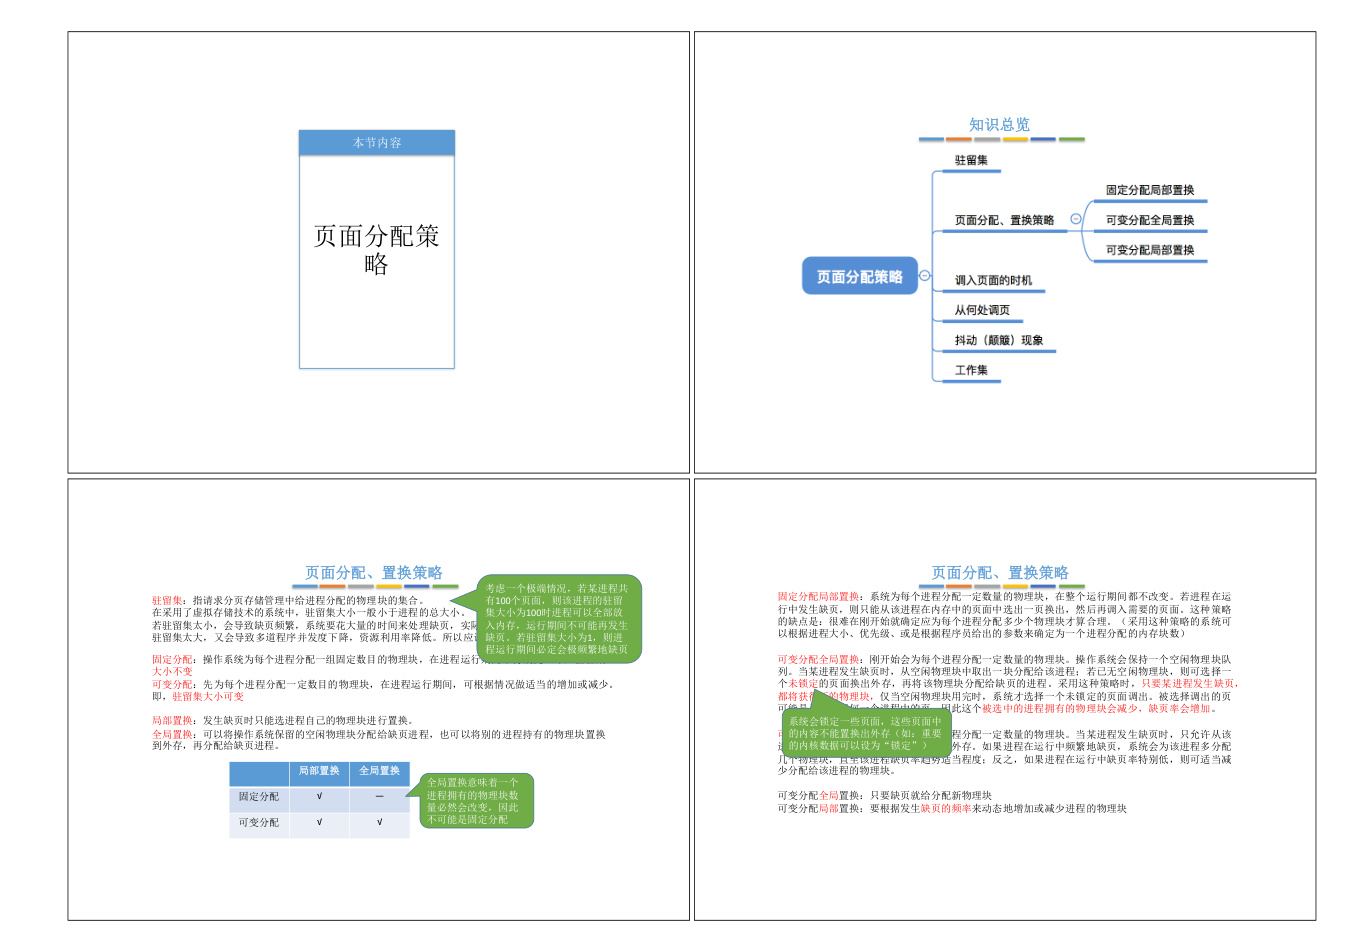 本节内容
页面分配策
略
知识总览
驻留集
固定分配局部置换
页面分配、置换策略
可变分配全局置换
可变分配局部置换
页面分配策略
调入页面的时机
从何处调页
抖动（颠簸）现象
工作集
页面分配、置换策略
驻留集：指请求分页存储管理中给进程分配的物理块的集合。
在采用了虚拟存储技术的系统中，驻留集大小一般小于进程的总大小。
若驻留集太小，会导致缺页频繁，系统要花大量的时间来处理缺页，实际
驻留集太大，又会导致多道程序并发度下降，资源利用率降低。所以应该
考虑一个极端情况，若某进程共
有100个页面，则该进程的驻留
集大小为100时进程可以全部放
入内存，运行期间不可能再发生
缺页。若驻留集大小为1，则进
程运行期间必定会极频繁地缺页
固定分配：操作系统为每个进程分配一组固定数目的物理块，在进程运行
大小不变
可变分配：先为每个进程分配一定数目的物理块，在进程运行期间，可根据情况做适当的增加或减少。
即，驻留集大小可变
局部置换：发生缺页时只能选进程自己的物理块进行置换。
全局置换：可以将操作系统保留的空闲物理块分配给缺页进程，也可以将别的进程持有的物理块置换
到外存，再分配给缺页进程。
局部置换 全局置换
固定分配 √ —
可变分配 √ √
全局置换意味着一个
进程拥有的物理块数
量必然会改变，因此
不可能是固定分配
页面分配、置换策略
固定分配局部置换：系统为每个进程分配一定数量的物理块，在整个运行期间都不改变。若进程在运
行中发生缺页，则只能从该进程在内存中的页面中选出一页换出，然后再调入需要的页面。这种策略
的缺点是：很难在刚开始就确定应为每个进程分配多少个物理块才算合理。（采用这种策略的系统可
以根据进程大小、优先级、或是根据程序员给出的参数来确定为一个进程分配的内存块数）
可变分配全局置换：刚开始会为每个进程分配一定数量的物理块。操作系统会保持一个空闲物理块队
列。当某进程发生缺页时，从空闲物理块中取出一块分配给该进程；若已无空闲物理块，则可选择一
个未锁定的页面换出外存，再将该物理块分配给缺页的进程。采用这种策略时，只要某进程发生缺页，
都将获得新的物理块，仅当空闲物理块用完时，系统才选择一个未锁定的页面调出。被选择调出的页
可能是 何一个进程中的页，因此这个被选中的进程拥有的物理块会减少，缺页率会增加。
系统会锁定一些页面，这些页面中
的内容不能置换出外存（如：重要
的内核数据可以设为“锁定”）
程分配一定数量的物理块。当某进程发生缺页时，只允许从该
外存。如果进程在运行中频繁地缺页，系统会为该进程多分配
几个物理块，直至该进程缺页率趋势适当程度；反之，如果进程在运行中缺页率特别低，则可适当减
少分配给该进程的物理块。
可变分配全局置换：只要缺页就给分配新物理块
可变分配局部置换：要根据发生缺页的频率来动态地增加或减少进程的物理块